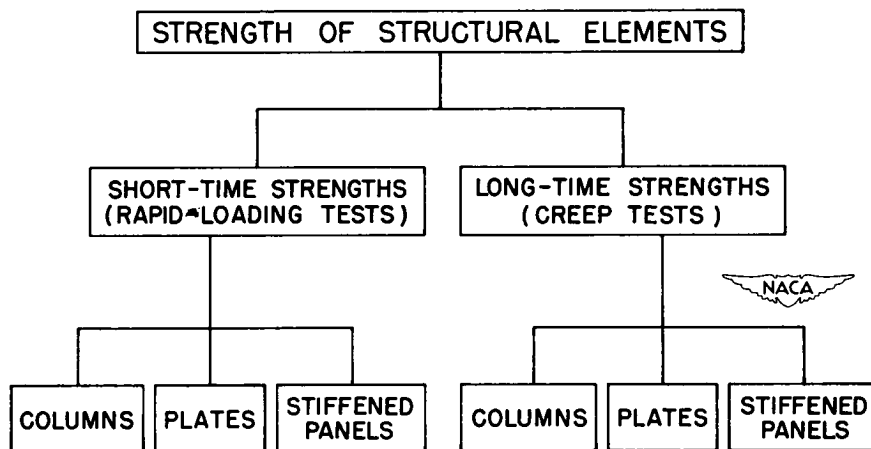 STRENGTH OF STRUCTURAL ELEMENTS
SHORT-TIME STRENGTHS
(RAPID-LOADING TESTS)
LONG-TIME STRENGTHS
(CREEP TESTS)
NACA
COLUMNS
PLATES
STIFFENED
PANELS
COLUMNS
PLATES
STIFFENED
PANELS